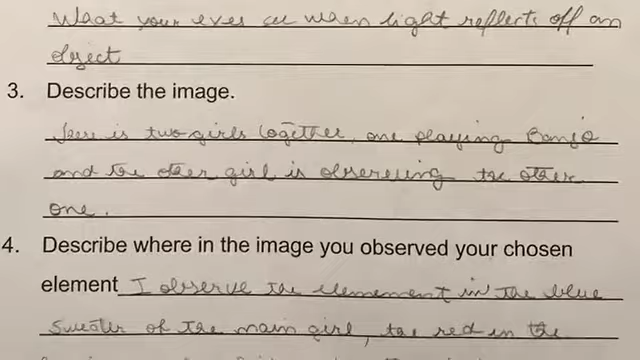 What your eyes see when light reflects off an
object
3. Describe the image.
there is two girls together, one playing Banjo
and the other girl is observing the other
one.
4. Describe where in the image you observed your chosen
element I observe the elemement in the blue
sweater of the main girl, the red in the